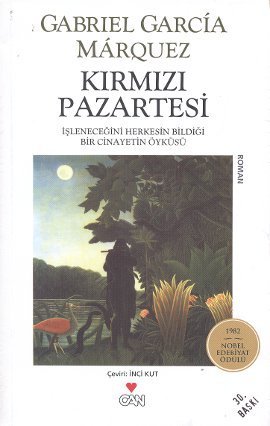 GABRIEL GARCÍA
MÁRQUEZ
KIRMIZI
PAZARTESİ
İŞLENECEĞİNİ HERKESİN BİLDİĞİ
BİR CİNAYETİN ÖYKÜSÜ
ROMAN
1982
NOBEL
EDEBİYAT
ÖDÜLÜ
Çeviri: İNCİ KUT
CAN
30.
BASKI